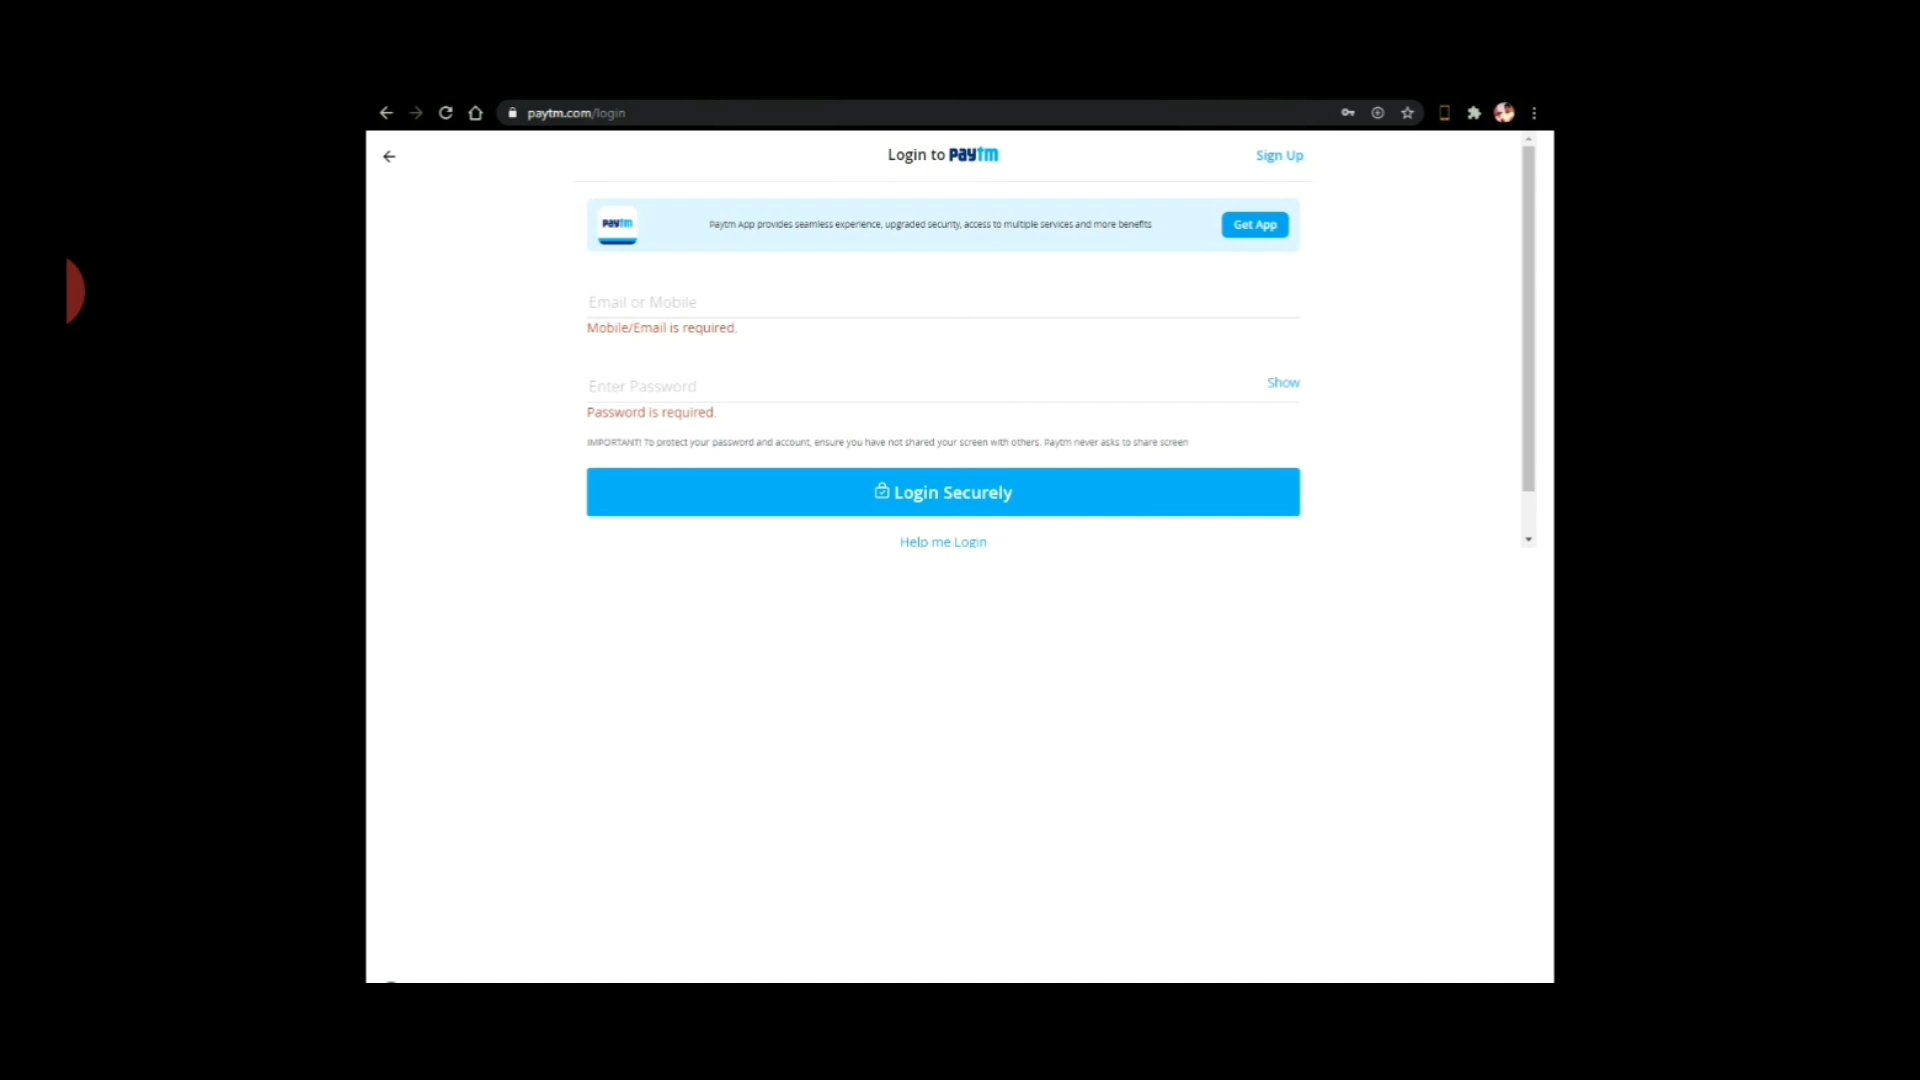 paytm.com/login
Login to paytm
Sign Up
paytm
Paytm App provides seamless experience, upgraded security, access to multiple services and more benefits
Get App
Email or Mobile
Mobile/Email is required.
Enter Password
Show
Password is required.
IMPORTANT! To protect your password and account, ensure you have not shared your screen with others. Paytm never asks to share screen
Login Securely
Help me Login